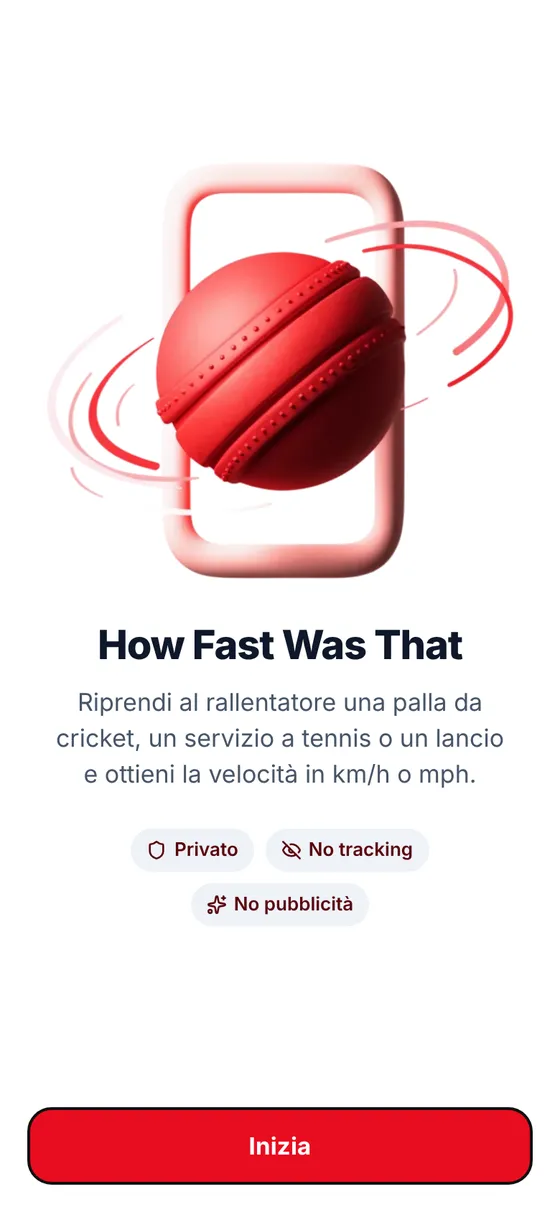 How Fast Was That
Riprendi al rallentatore una palla da
cricket, un servizio a tennis o un lancio
e ottieni la velocità in km/h o mph.
Privato
No tracking
No pubblicità
Inizia